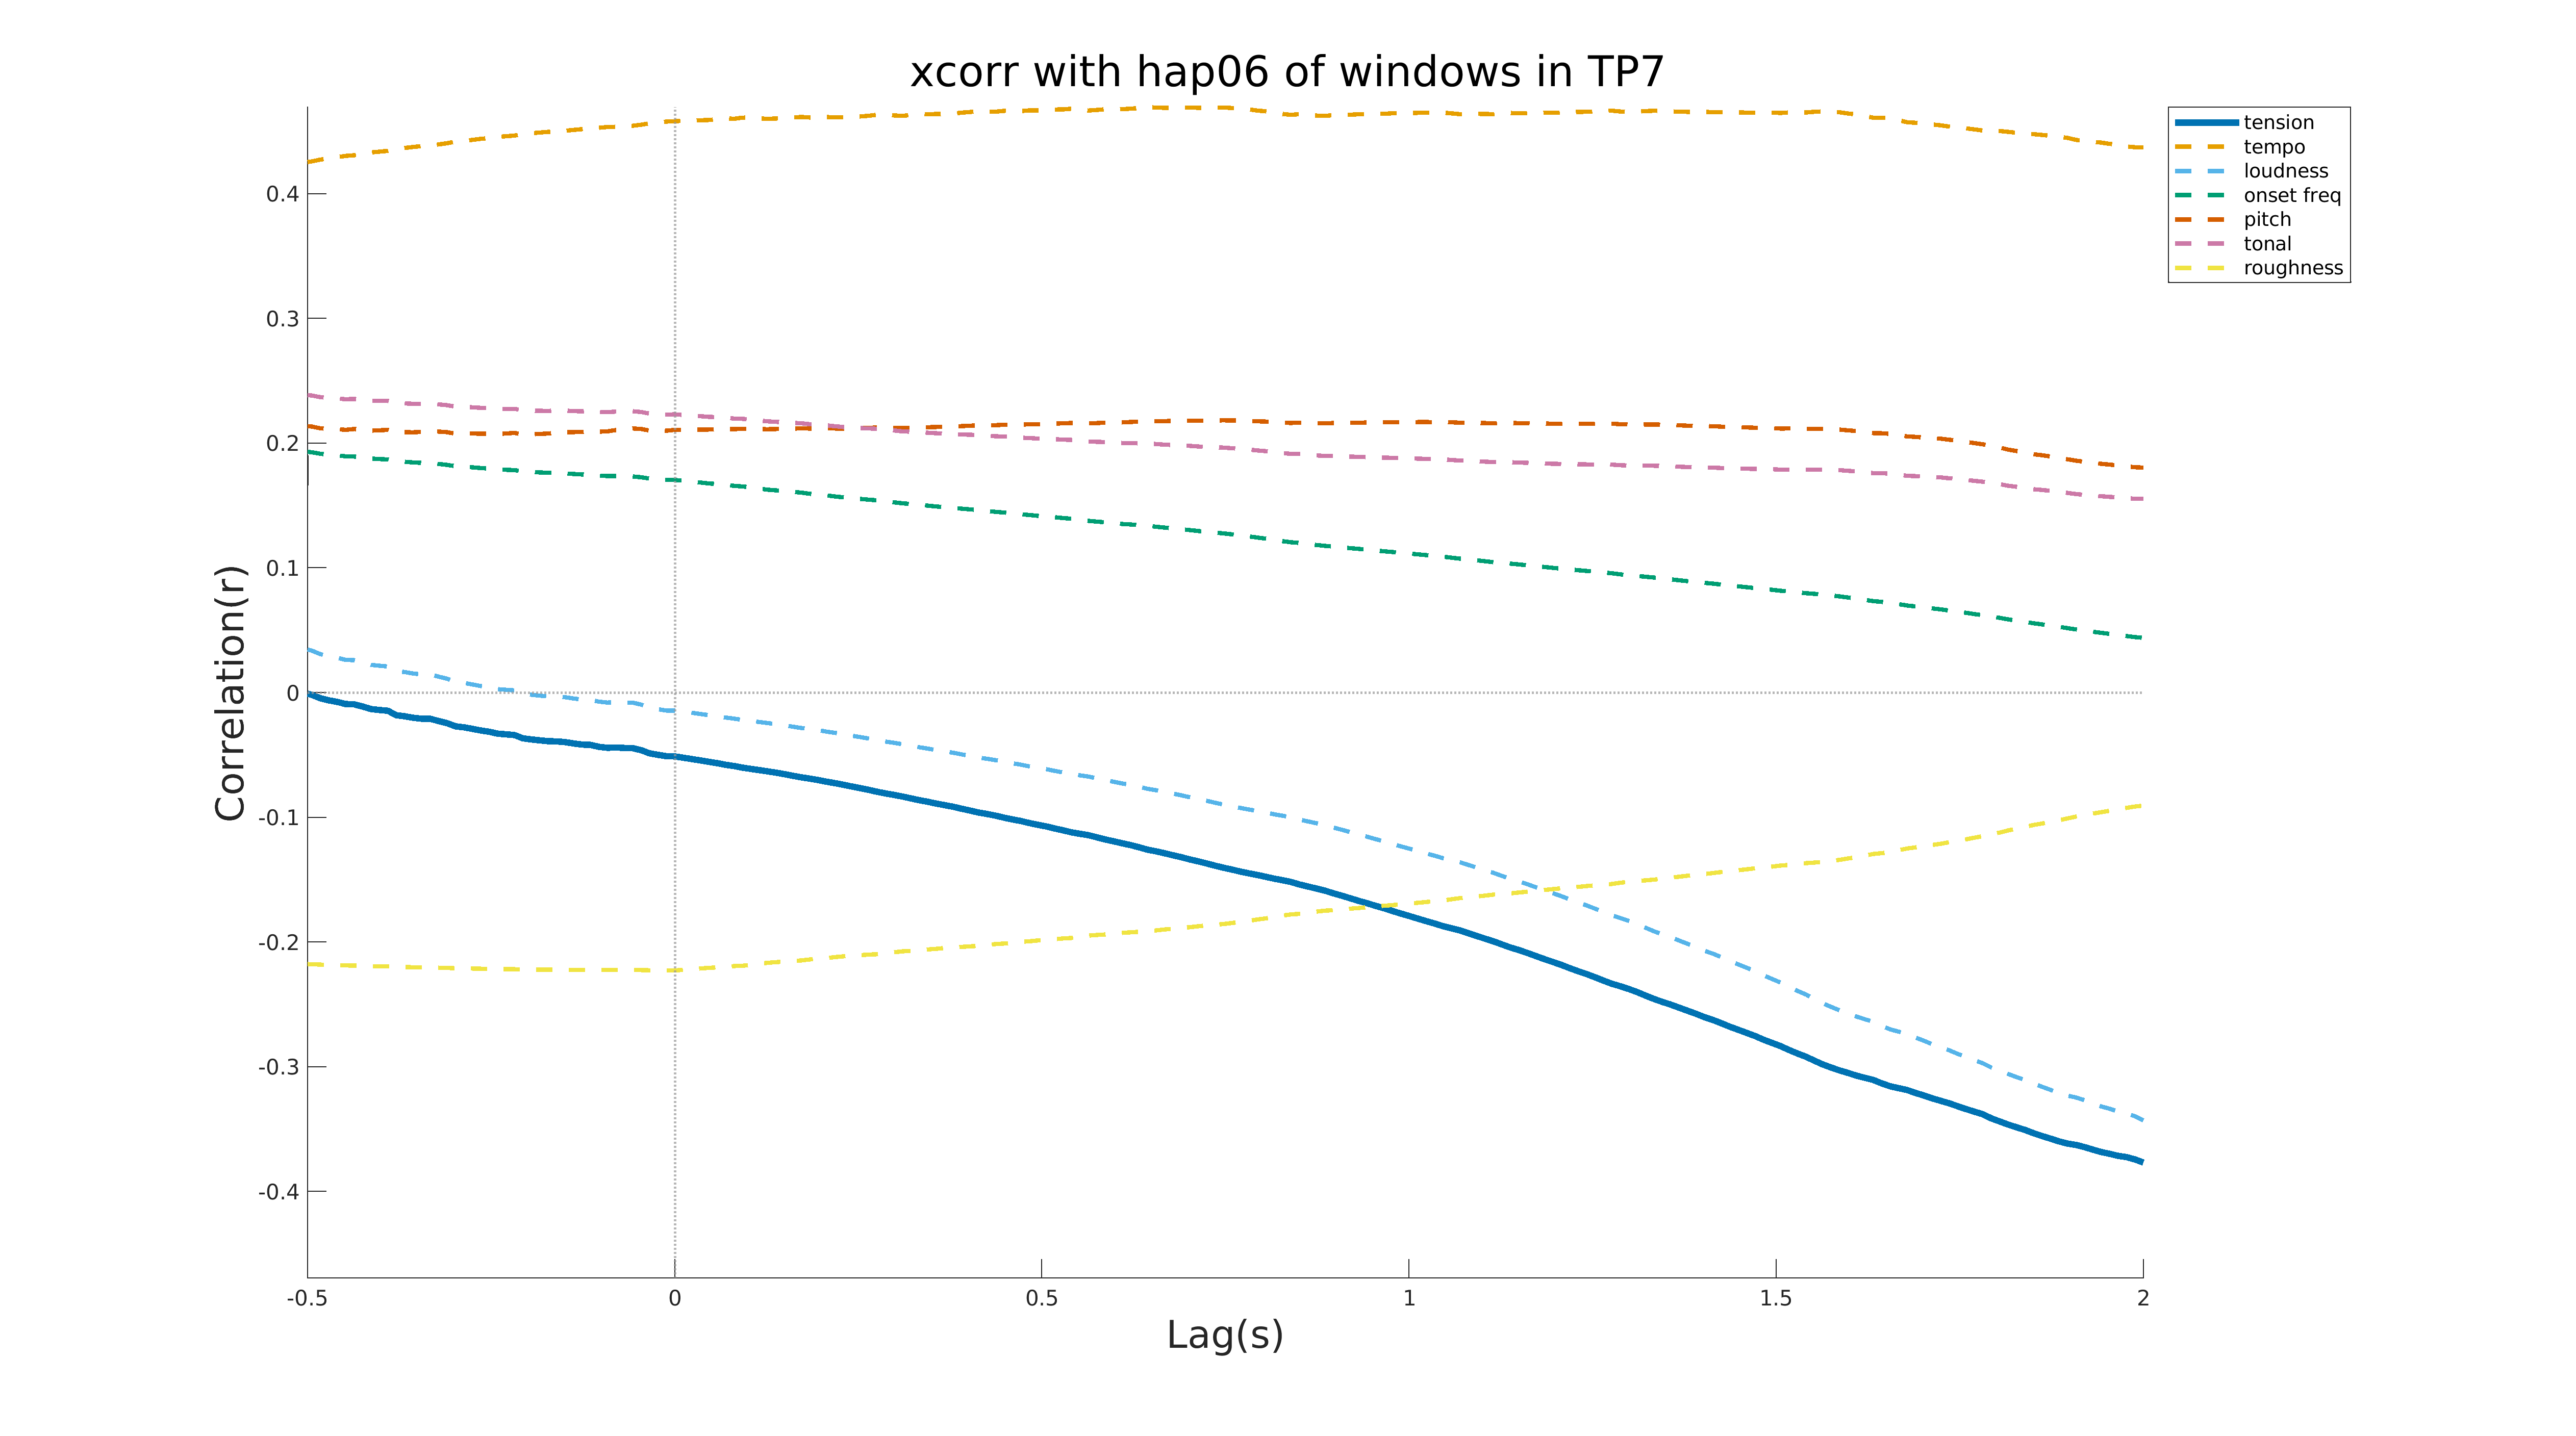 xcorr with hap06 of windows in TP7
tension
tempo
loudness
onset freq
pitch
tonal
roughness
Correlation(r)
0.4
0.3
0.2
0.1
0
-0.1
-0.2
-0.3
-0.4
-0.5 0 0.5 1 1.5 2
Lag(s)